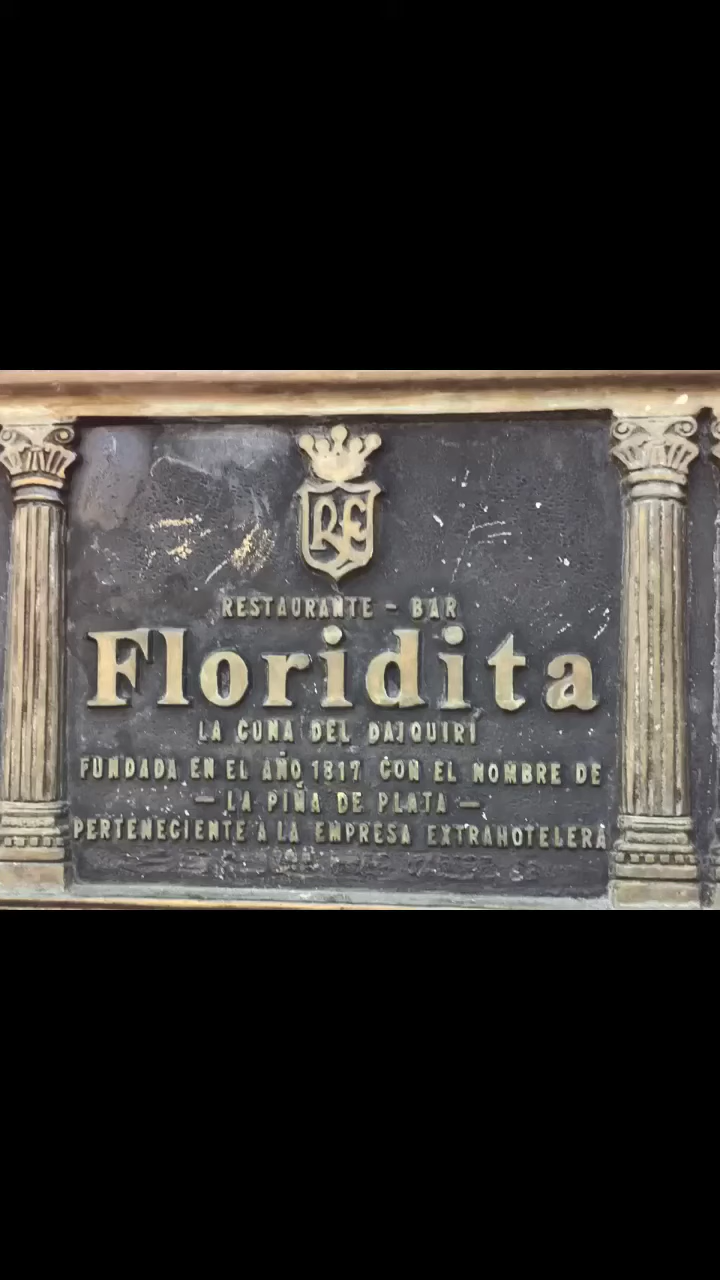 RF
RESTAURANTE - BAR
Floridita
LA CUNA DEL DAIQUIRÍ
FUNDADA EN EL AÑO 1817 CON EL NOMBRE DE
— LA PIÑA DE PLATA —
PERTENECIENTE A LA EMPRESA EXTRAHOTELERA